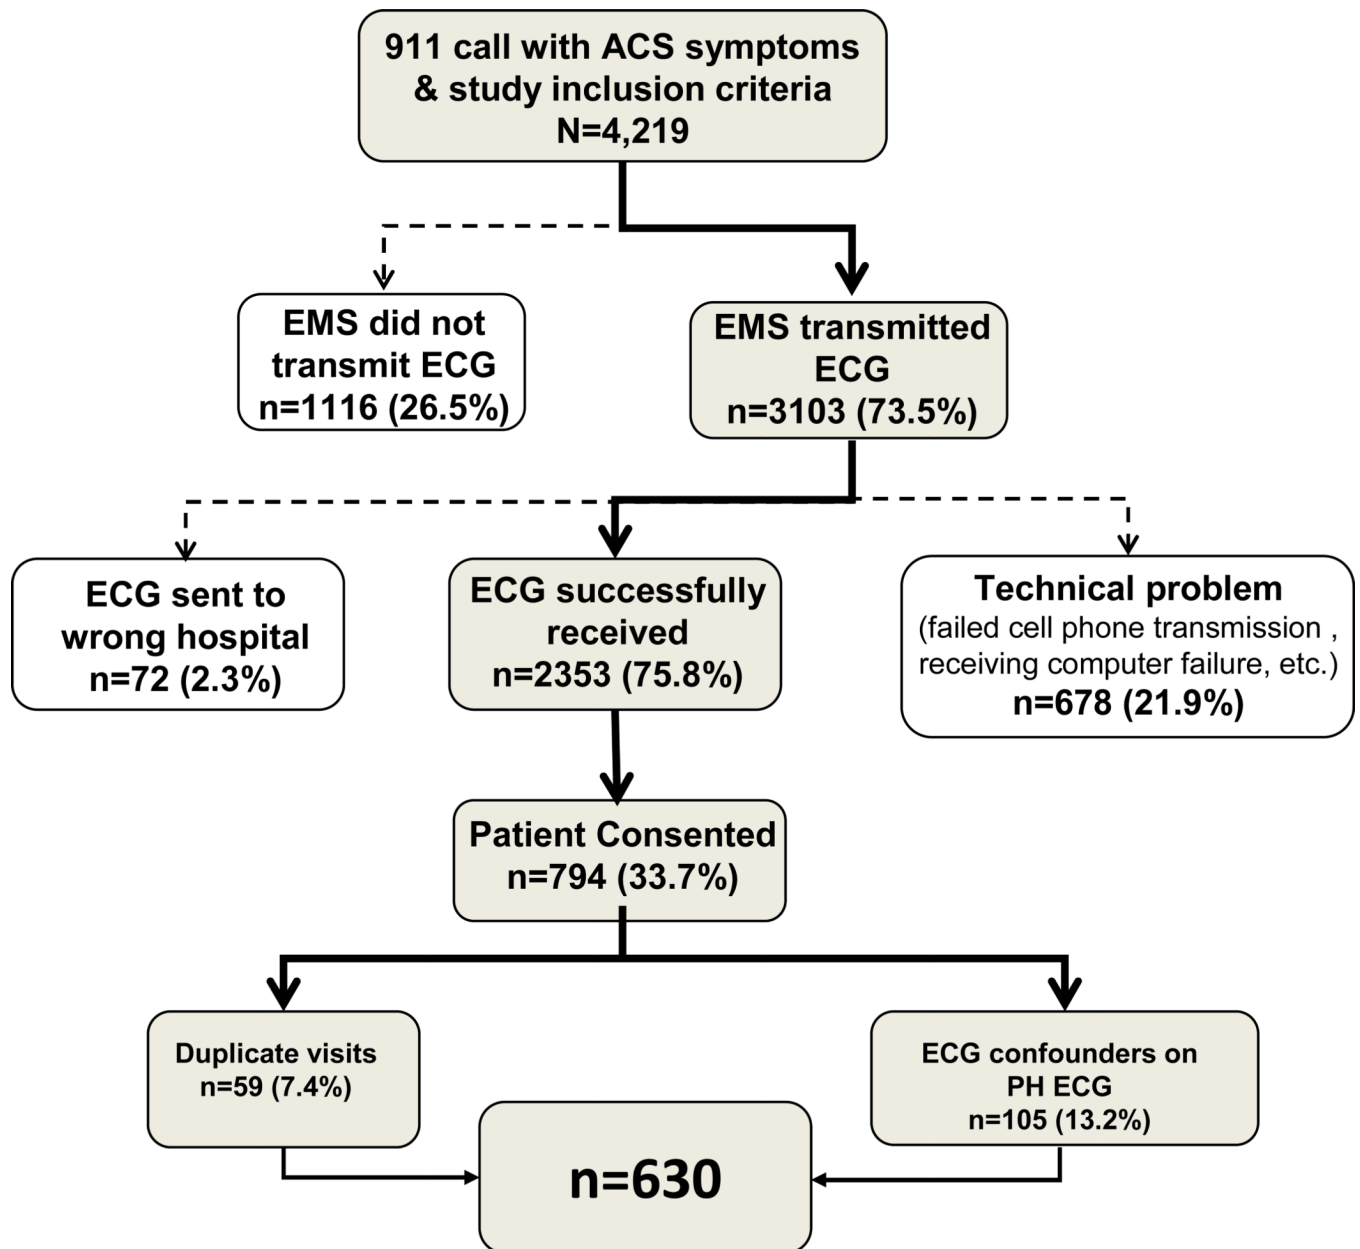 911 call with ACS symptoms
& study inclusion criteria
N=4,219
EMS did not
transmit ECG
n=1116 (26.5%)
EMS transmitted
ECG
n=3103 (73.5%)
ECG sent to
wrong hospital
n=72 (2.3%)
ECG successfully
received
n=2353 (75.8%)
Technical problem
(failed cell phone transmission ,
receiving computer failure, etc.)
n=678 (21.9%)
Patient Consented
n=794 (33.7%)
Duplicate visits
n=59 (7.4%)
ECG confounders on
PH ECG
n=105 (13.2%)
n=630